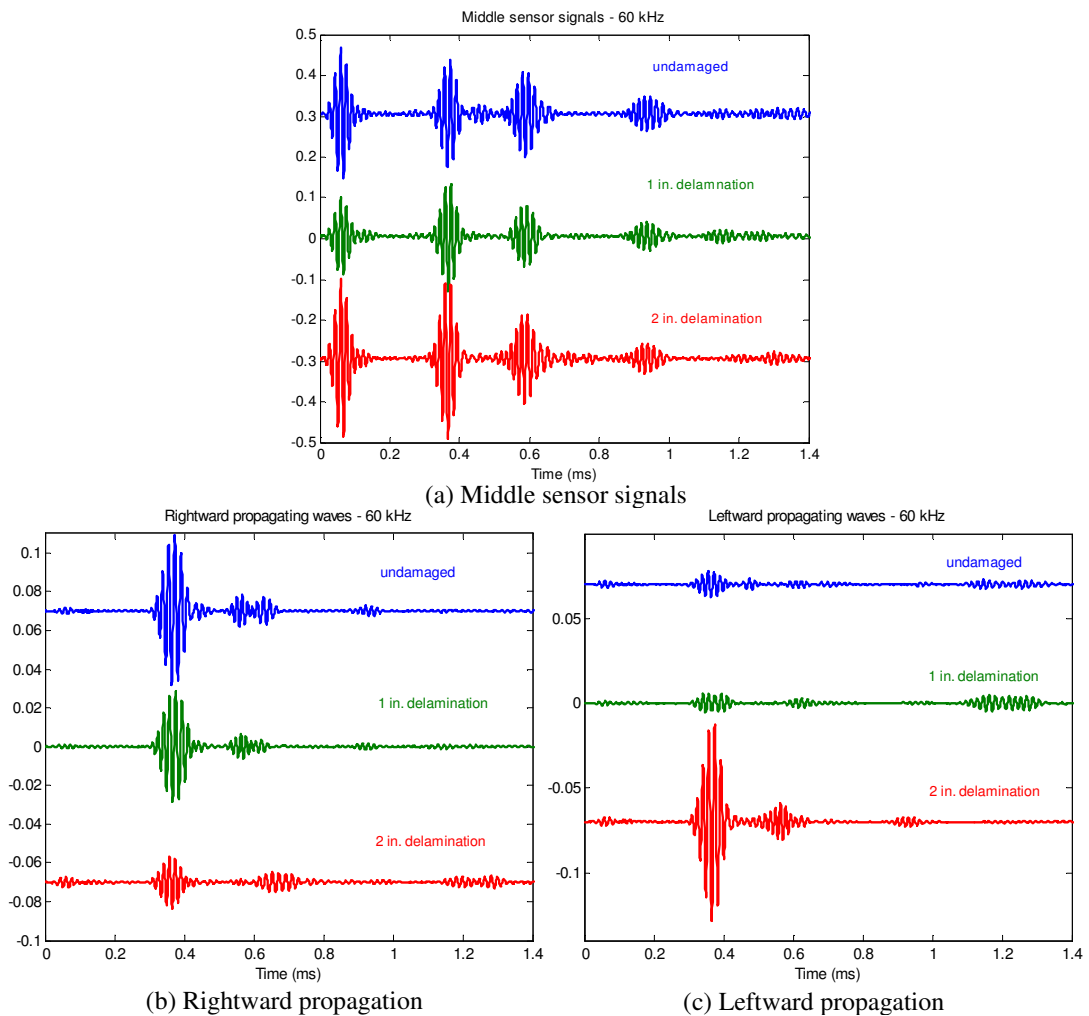 Middle sensor signals - 60 kHz
0.5
0.4
0.3
0.2
0.1
0
-0.1
-0.2
-0.3
-0.4
-0.5
undamaged
1 in. delamnation
2 in. delamination
0 0.2 0.4 0.6 0.8 1 1.2 1.4
Time (ms)
(a) Middle sensor signals
Rightward propagating waves - 60 kHz
0.1
0.08
0.06
0.04
0.02
0
-0.02
-0.04
-0.06
-0.08
-0.1
undamaged
1 in. delamination
2 in. delamination
0 0.2 0.4 0.6 0.8 1 1.2 1.4
Time (ms)
(b) Rightward propagation
Leftward propagating waves - 60 kHz
0.05
0
-0.05
-0.1
undamaged
1 in. delamination
2 in. delamination
0 0.2 0.4 0.6 0.8 1 1.2 1.4
Time (ms)
(c) Leftward propagation